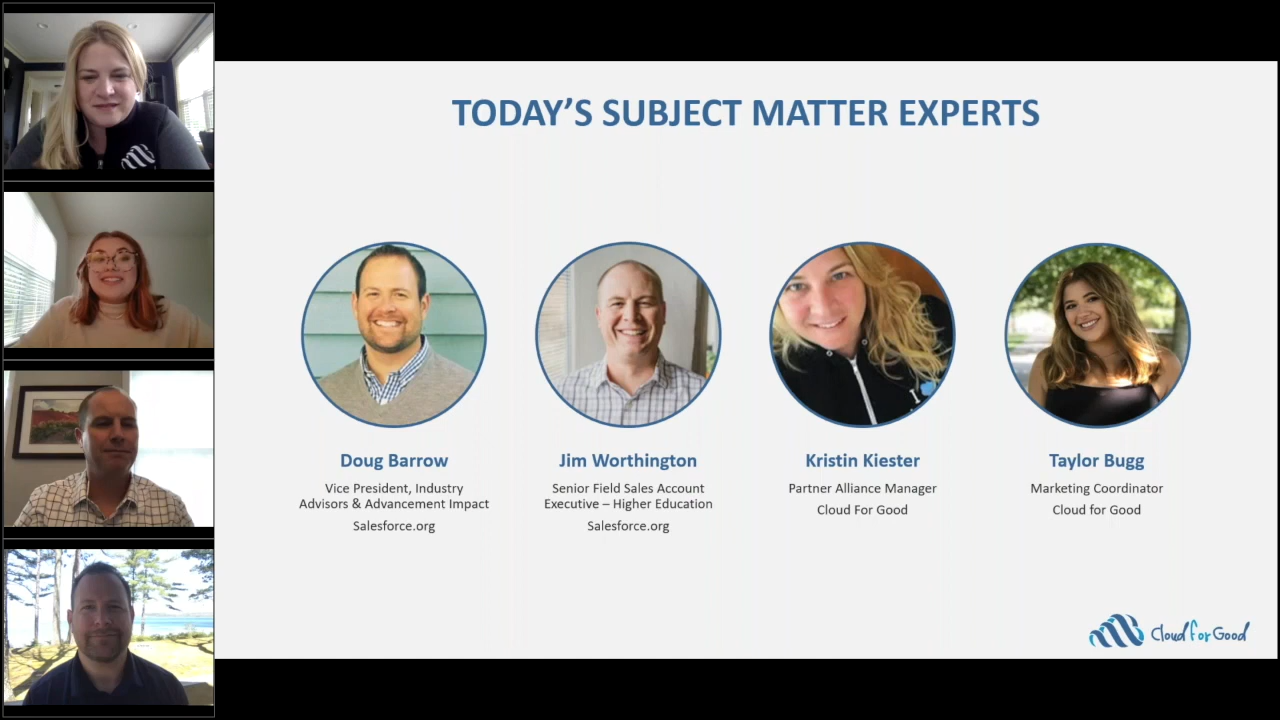 TODAY'S SUBJECT MATTER EXPERTS
Doug Barrow
Vice President, Industry
Advisors & Advancement Impact
Salesforce.org
Jim Worthington
Senior Field Sales Account
Executive – Higher Education
Salesforce.org
Kristin Kiester
Partner Alliance Manager
Cloud For Good
Taylor Bugg
Marketing Coordinator
Cloud for Good
I
Cloud for Good